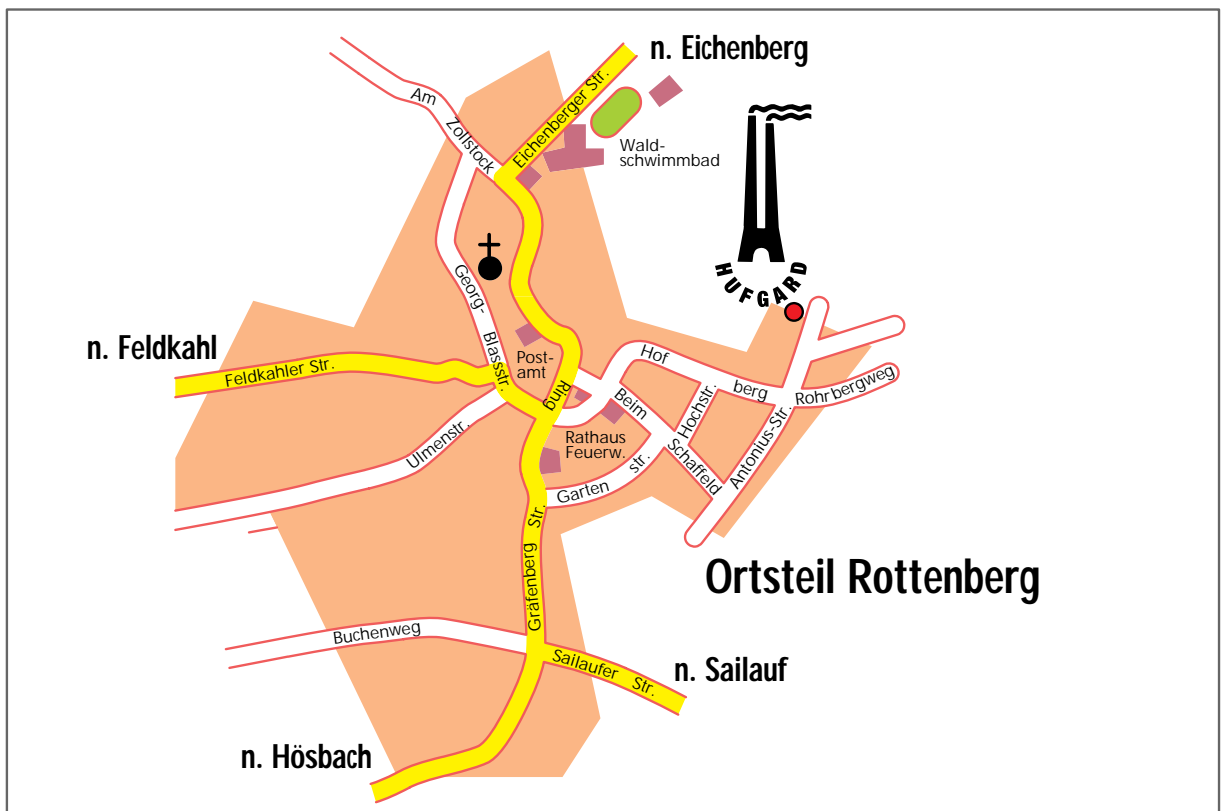 n. Eichenberg
Am
Zollstock
Eichenberger Str.
Wald-
schwimmbad
HUFGARD
Georg-
Blassstr.
n. Feldkahl
Feldkahler Str.
Post-
amt
Ring
Hof
berg
Rohrbergweg
Beim
Schaffeld
Hochstr.
Antonius-Str.
Rathaus
Feuerw.
Ulmenstr.
Garten
str.
Gräfenberg Str.
Ortsteil Rottenberg
Buchenweg
Sailaufer Str.
n. Sailauf
n. Hösbach